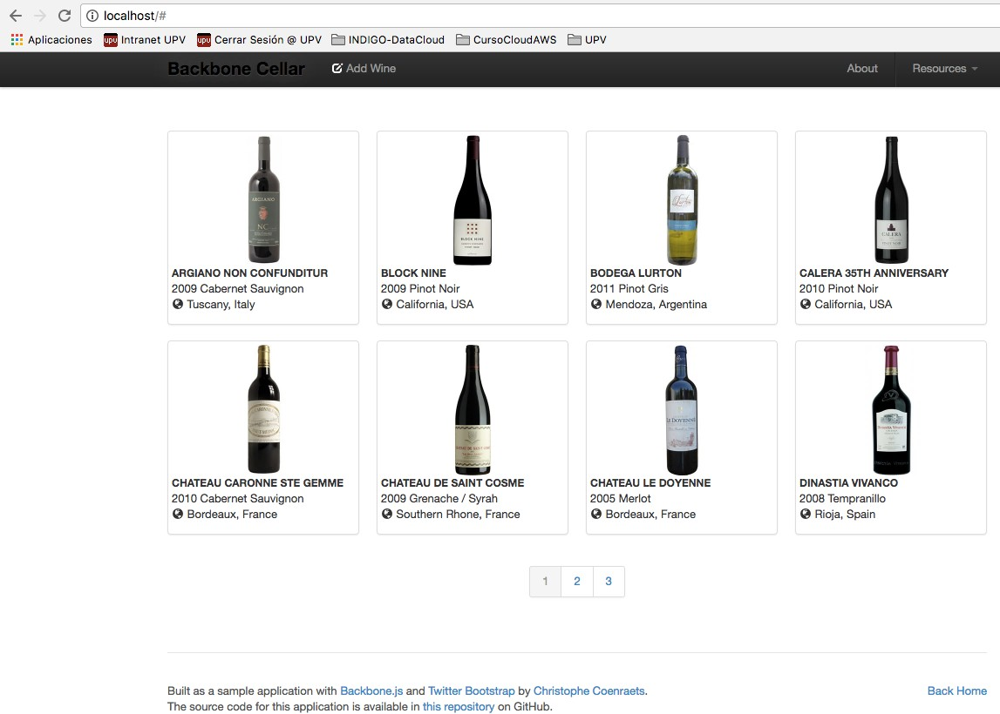 localhost/#
Aplicaciones upv Intranet UPV upv Cerrar Sesión @ UPV INDIGO-DataCloud CursoCloudAWS UPV
Backbone Cellar Add Wine About Resources
ARGIANO
NC
BLOCK NINE
Lurton
CALERA
PINOT NOIR
ARGIANO NON CONFUNDITUR
2009 Cabernet Sauvignon
Tuscany, Italy
BLOCK NINE
2009 Pinot Noir
California, USA
BODEGA LURTON
2011 Pinot Gris
Mendoza, Argentina
CALERA 35TH ANNIVERSARY
2010 Pinot Noir
California, USA
LE DOYENNE
DINASTIA VIVANCO
CHATEAU CARONNE STE GEMME
2010 Cabernet Sauvignon
Bordeaux, France
CHATEAU DE SAINT COSME
2009 Grenache / Syrah
Southern Rhone, France
CHATEAU LE DOYENNE
2005 Merlot
Bordeaux, France
DINASTIA VIVANCO
2008 Tempranillo
Rioja, Spain
1 2 3
Built as a sample application with Backbone.js and Twitter Bootstrap by Christophe Coenraets. Back Home
The source code for this application is available in this repository on GitHub.